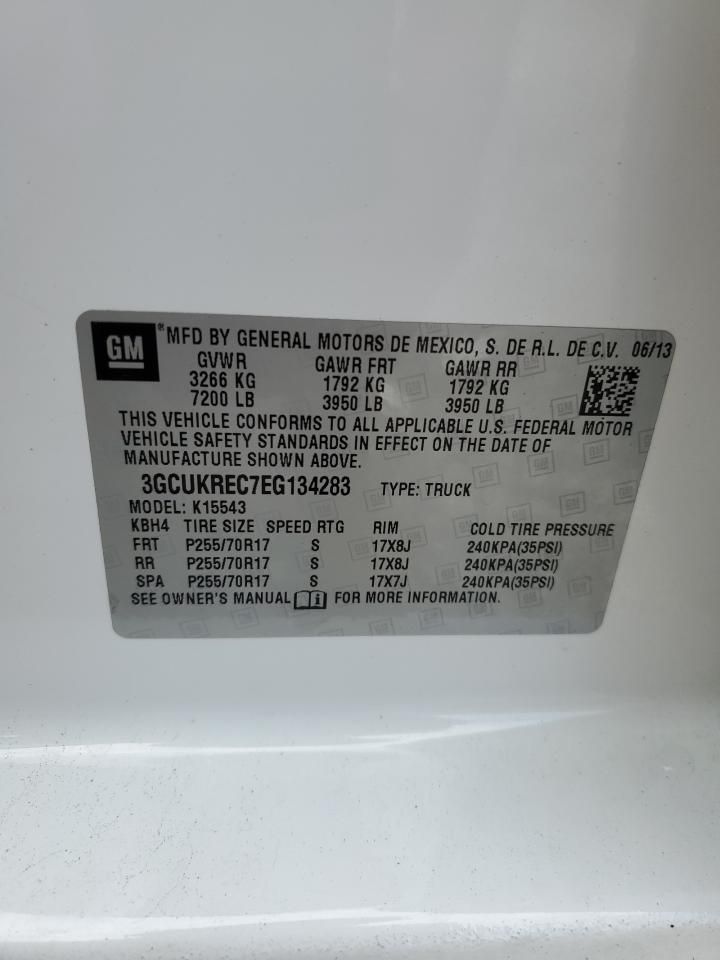 GM ® MFD BY GENERAL MOTORS DE MEXICO, S. DE R.L. DE C.V. 06/13
GVWR GAWR FRT GAWR RR
3266 KG 1792 KG 1792 KG
7200 LB 3950 LB 3950 LB
THIS VEHICLE CONFORMS TO ALL APPLICABLE U.S. FEDERAL MOTOR
VEHICLE SAFETY STANDARDS IN EFFECT ON THE DATE OF
MANUFACTURE SHOWN ABOVE.
3GCUKREC7EG134283 TYPE: TRUCK
MODEL: K15543
KBH4 TIRE SIZE SPEED RTG RIM COLD TIRE PRESSURE
FRT P255/70R17 S 17X8J 240KPA(35PSI)
RR P255/70R17 S 17X8J 240KPA(35PSI)
SPA P255/70R17 S 17X7J 240KPA(35PSI)
SEE OWNER'S MANUAL i FOR MORE INFORMATION.